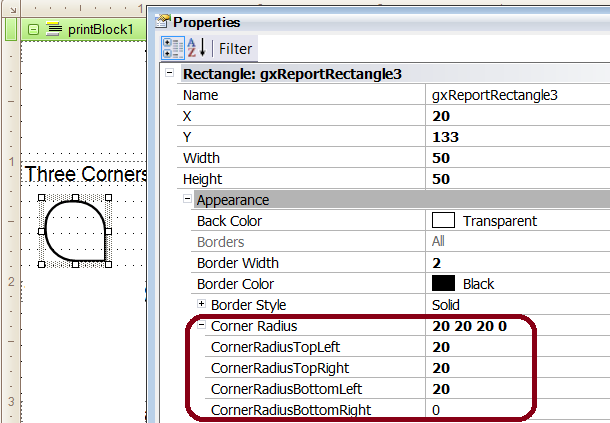 1
printBlock1
1
Three Corners
2
3
Properties
Filter
Rectangle: gxReportRectangle3
Name gxReportRectangle3
X 20
Y 133
Width 50
Height 50
Appearance
Back Color Transparent
Borders All
Border Width 2
Border Color Black
Border Style Solid
Corner Radius 20 20 20 0
CornerRadiusTopLeft 20
CornerRadiusTopRight 20
CornerRadiusBottomLeft 20
CornerRadiusBottomRight 0